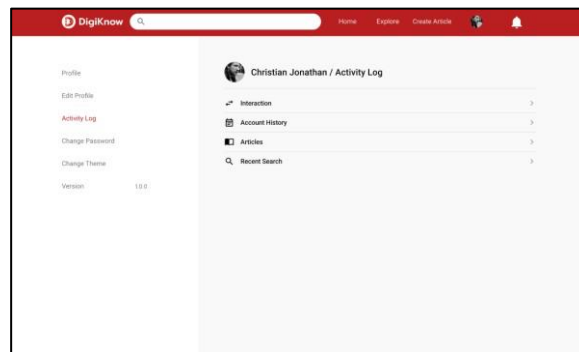 DigiKnow Home Explore Create Article
Profile
Edit Profile
Activity Log
Change Password
Change Theme
Version 1.0.0
Christian Jonathan / Activity Log
Interaction
Account History
Articles
Recent Search